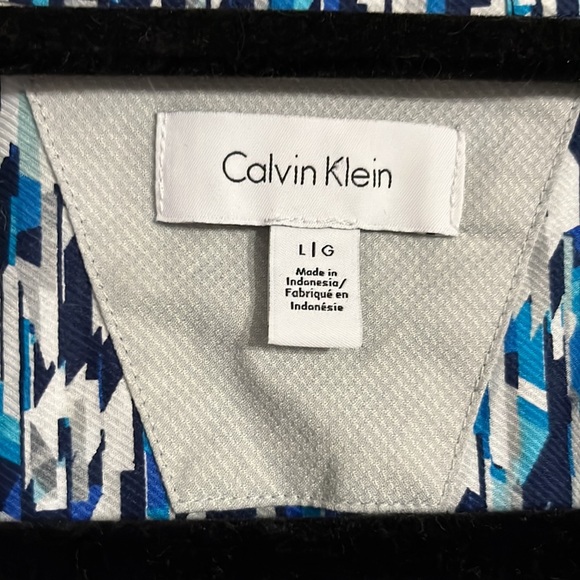 Calvin Klein
L|G
Made in
Indonesia/
Fabriqué en
Indonésie